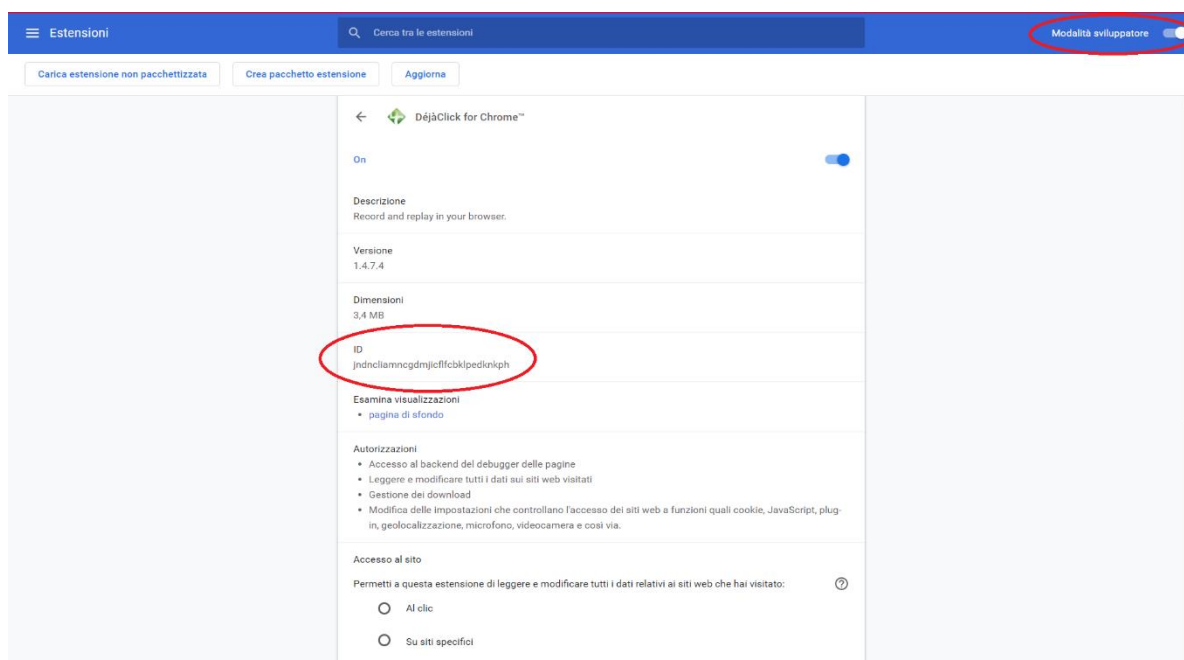 Estensioni
Cerca tra le estensioni
Modalità sviluppatore
Carica estensione non pacchettizzata
Crea pacchetto estensione
Aggiorna
DéjàClick for Chrome™
On
Descrizione
Record and replay in your browser.
Versione
1.4.7.4
Dimensioni
3,4 MB
ID
jndncliamncgdmjicflfcbklpedknkph
Esamina visualizzazioni
• pagina di sfondo
Autorizzazioni
• Accesso al backend del debugger delle pagine
• Leggere e modificare tutti i dati sui siti web visitati
• Gestione dei download
• Modifica delle impostazioni che controllano l'accesso dei siti web a funzioni quali cookie, JavaScript, plug-
in, geolocalizzazione, microfono, videocamera e così via.
Accesso al sito
Permetti a questa estensione di leggere e modificare tutti i dati relativi ai siti web che hai visitato:
Al clic
Su siti specifici